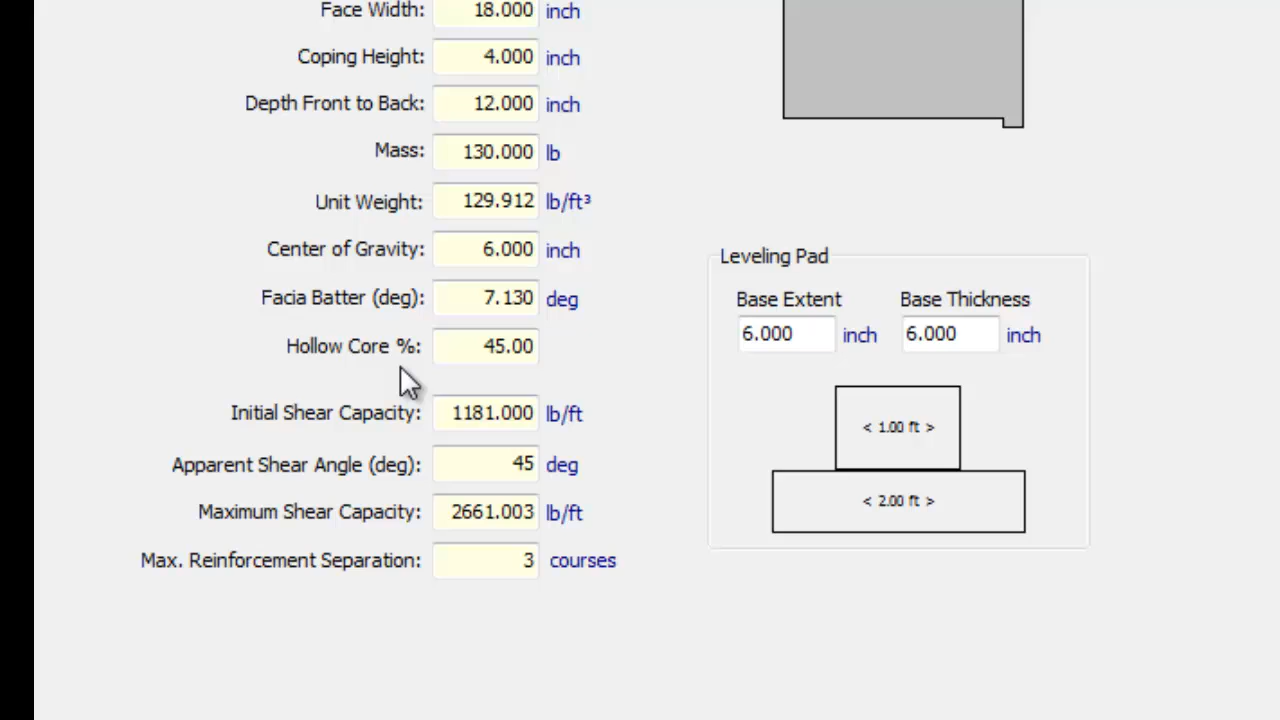 Face Width: 18.000 inch
Coping Height: 4.000 inch
Depth Front to Back: 12.000 inch
Mass: 130.000 lb
Unit Weight: 129.912 lb/ft³
Center of Gravity: 6.000 inch
Facia Batter (deg): 7.130 deg
Hollow Core %: 45.00
Initial Shear Capacity: 1181.000 lb/ft
Apparent Shear Angle (deg): 45 deg
Maximum Shear Capacity: 2661.003 lb/ft
Max. Reinforcement Separation: 3 courses
Leveling Pad
Base Extent Base Thickness
6.000 inch 6.000 inch
< 1.00 ft >
< 2.00 ft >